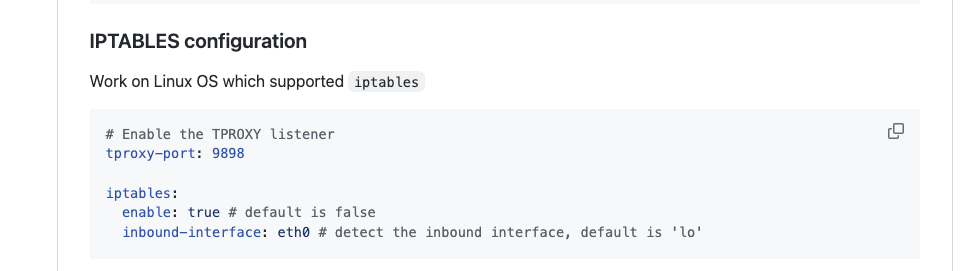 IPTABLES configuration
Work on Linux OS which supported iptables
# Enable the TPROXY listener
tproxy-port: 9898
iptables:
  enable: true # default is false
  inbound-interface: eth0 # detect the inbound interface, default is 'lo'